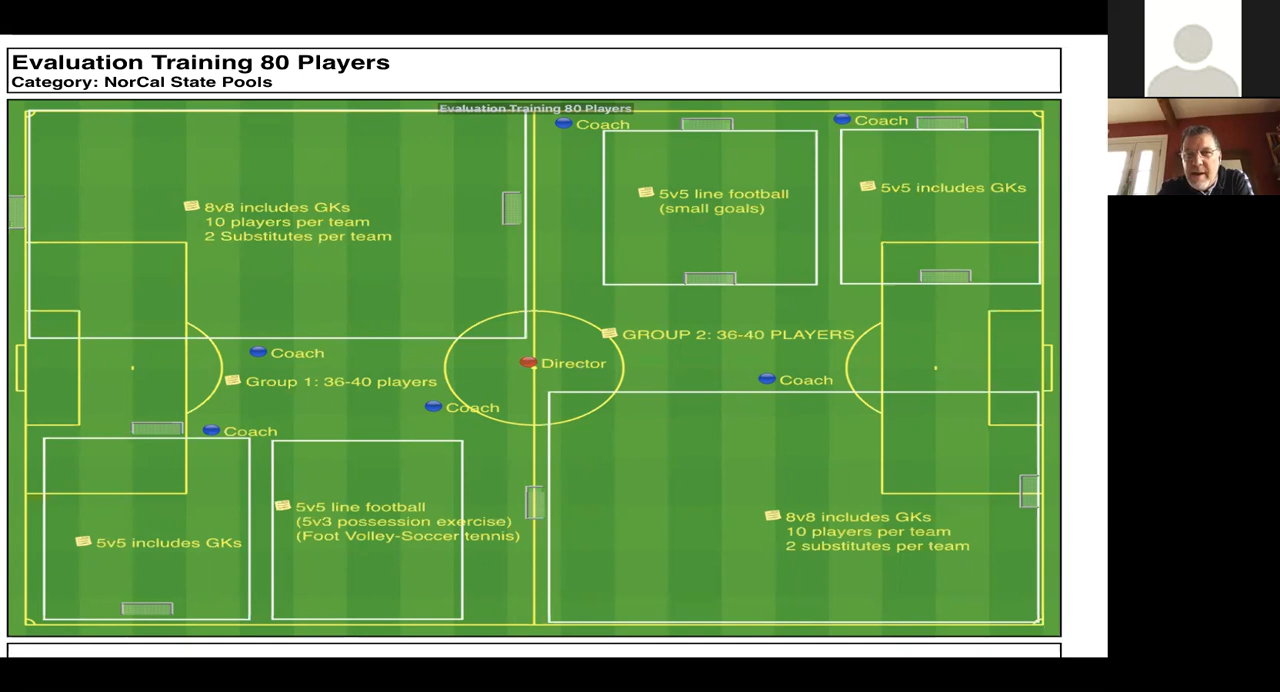 Evaluation Training 80 Players
Category: NorCal State Pools
Evaluation Training 80 Players
Coach
Coach
5v5 line football
(small goals)
5v5 includes GKs
8v8 includes GKs
10 players per team
2 Substitutes per team
GROUP 2: 36-40 PLAYERS
Coach
Director
Group 1: 36-40 players
Coach
Coach
Coach
5v5 line football
(5v3 possession exercise)
(Foot Volley-Soccer tennis)
5v5 includes GKs
8v8 includes GKs
10 players per team
2 substitutes per team